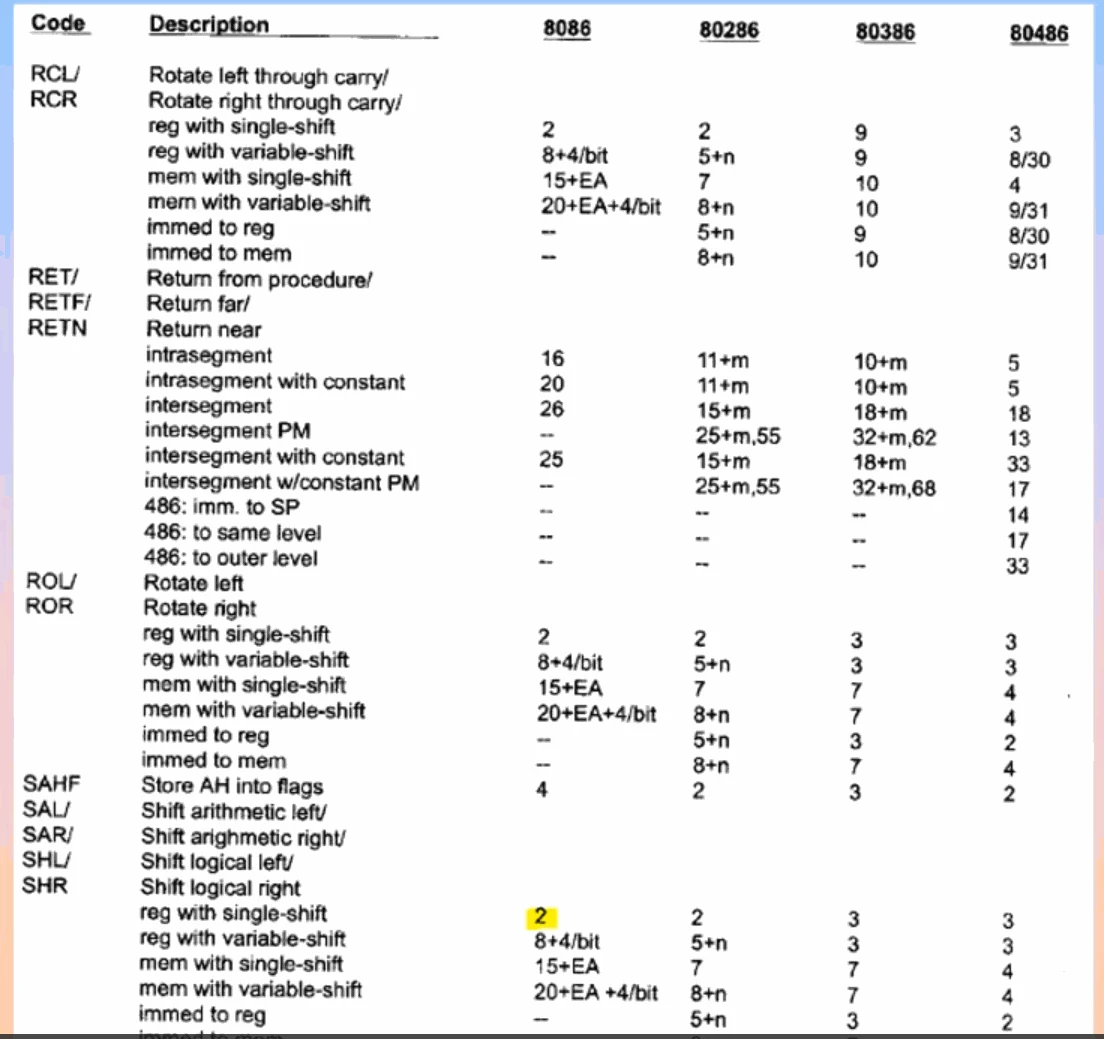 Code Description 8086 80286 80386 80486
RCL/ Rotate left through carry/
RCR Rotate right through carry/
reg with single-shift 2 2 9 3
reg with variable-shift 8+4/bit 5+n 9 8/30
mem with single-shift 15+EA 7 10 4
mem with variable-shift 20+EA+4/bit 8+n 10 9/31
immed to reg -- 5+n 9 8/30
immed to mem -- 8+n 10 9/31
RET/ Return from procedure/
RETF/ Return far/
RETN Return near
intrasegment 16 11+m 10+m 5
intrasegment with constant 20 11+m 10+m 5
intersegment 26 15+m 18+m 18
intersegment PM -- 25+m,55 32+m,62 13
intersegment with constant 25 15+m 18+m 33
intersegment w/constant PM -- 25+m,55 32+m,68 17
486: imm. to SP -- -- -- 14
486: to same level -- -- -- 17
486: to outer level -- -- -- 33
ROL/ Rotate left
ROR Rotate right
reg with single-shift 2 2 3 3
reg with variable-shift 8+4/bit 5+n 3 3
mem with single-shift 15+EA 7 7 4
mem with variable-shift 20+EA+4/bit 8+n 7 4
immed to reg -- 5+n 3 2
immed to mem -- 8+n 7 4
SAHF Store AH into flags 4 2 3 2
SAL/ Shift arithmetic left/
SAR/ Shift arighmetic right/
SHL/ Shift logical left/
SHR Shift logical right
reg with single-shift 2 2 3 3
reg with variable-shift 8+4/bit 5+n 3 3
mem with single-shift 15+EA 7 7 4
mem with variable-shift 20+EA +4/bit 8+n 7 4
immed to reg -- 5+n 3 2